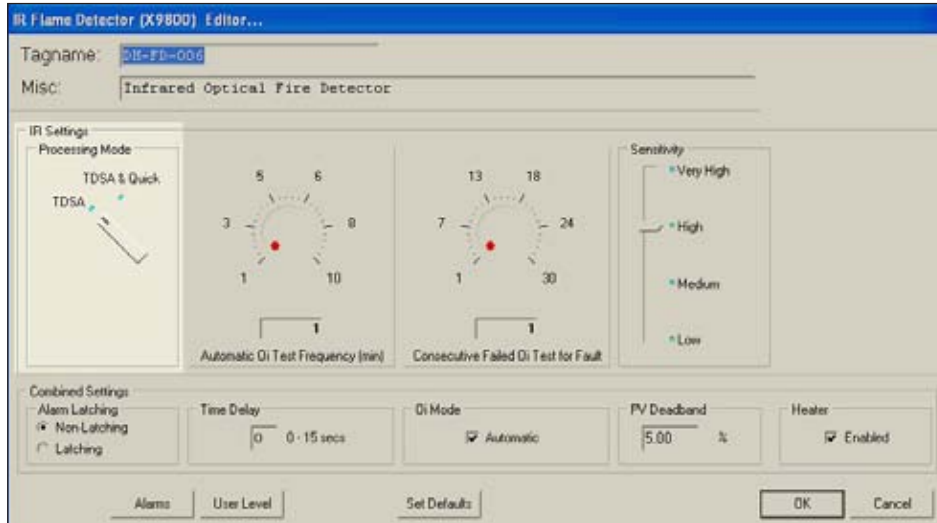 IR Flame Detector (X9800) Editor...
Tagname: DH-FD-006
Misc: Infrared Optical Fire Detector
IR Settings
Processing Mode
TDSA & Quick
TDSA
5 6
3 8
1 10
1
Automatic Oi Test Frequency (min)
13 18
7 24
1 30
1
Consecutive Failed Oi Test for Fault
Sensitivity
Very High
High
Medium
Low
Combined Settings
Alarm Latching
Non-Latching
Latching
Time Delay
0 0 - 15 secs
Oi Mode
Automatic
PV Deadband
5.00 %
Heater
Enabled
Alarms User Level Set Defaults OK Cancel